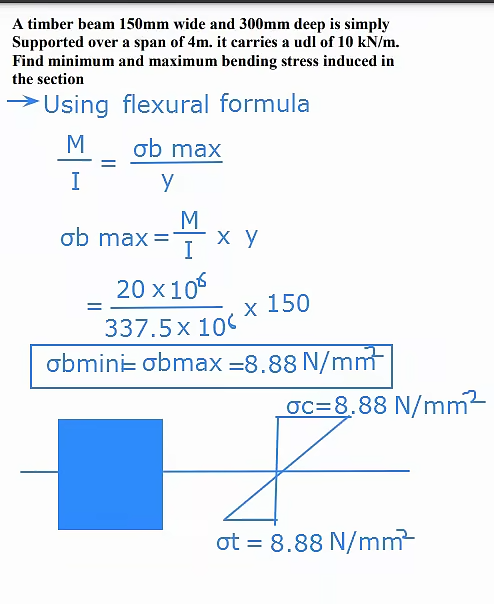 A timber beam 150mm wide and 300mm deep is simply
Supported over a span of 4m. it carries a udl of 10 kN/m.
Find minimum and maximum bending stress induced in
the section
→ Using flexural formula
M/I = σb max/y
σb max = M/I x y
= 20 x 10⁶/337.5 x 10⁶ x 150
σbmini= σbmax =8.88 N/mm²
σc=8.88 N/mm²
σt = 8.88 N/mm²